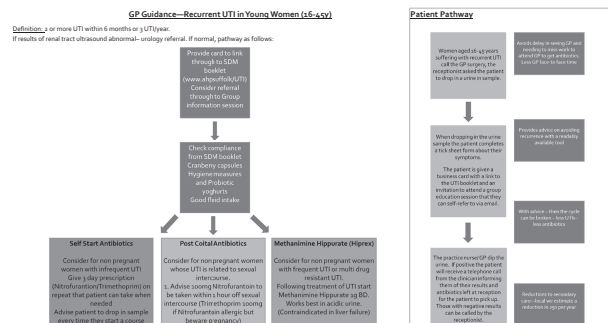 GP Guidance—Recurrent UTI in Young Women (16-45y)
Definition: 2 or more UTI within 6 months or 3 UTI/year.
If results of renal tract ultrasound abnormal– urology referral. If normal, pathway as follows:
Provide card to link
through to SDM
booklet
(www.ahpsuffolk/UTI)
Consider referral
through to Group
information session
Check compliance
from SDM booklet
Cranberry capsules
Hygiene measures
and Probiotic
yoghurts
Good fluid intake
Self Start Antibiotics
Consider for non pregnant
women with infrequent UTI
Give 3 day prescription
(Nitrofurantion/Trimethoprim) on
repeat that patient can take when
needed
Advise patient to drop in sample
every time they start a course
Post Coital Antibiotics
Consider for non pregnant women
whose UTI is related to sexual
intercourse.
1. Advise 100mg Nitrofurantoin to
be taken within 1 hour off sexual
intercourse (Trimethoprim 100mg
if Nitrofurantoin allergic but
beware pregnancy)
Methanimine Hippurate (Hiprex)
Consider for non pregnant women
with frequent UTI or multi drug
resistant UTI.
Following treatment of UTI start
Methanimine Hippurate 1g BD.
Works best in acidic urine.
(Contraindicated in liver failure)
Patient Pathway
Women aged 16-45 years
suffering with recurrent UTI
call the GP surgery, the
receptionist asked the patient
to drop in a urine in sample.
Avoids delay in seeing GP and
needing to miss work to
attend GP to get antibiotics.
Less GP face to face time
When dropping in the urine
sample the patient completes
a tick sheet form about their
symptoms.
The patient is given a
business card with a link to
the UTI booklet and an
invitation to attend a group
education session that they
can self-refer to via email.
Provides advice on avoiding
recurrence with a readily
available tool
With advice – then the cycle
can be broken – less UTIs–
less antibiotics
The practice nurse/ GP dip the
urine. If positive the patient
will receive a telephone call
from the receptionist informing
them of their results and
antibiotics left at reception
for the patient to pick up.
Those with negative results
can be called by the
receptionist.
Reductions to secondary
care—local we estimate a
reduction in 250 per year